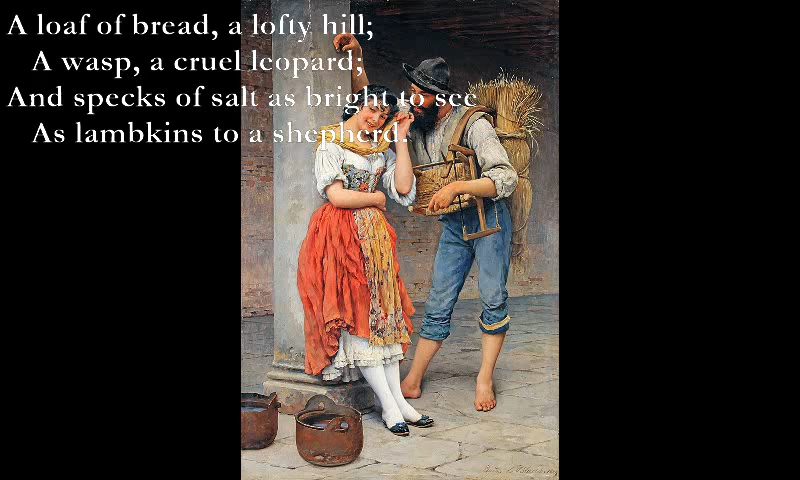 A loaf of bread, a lofty hill;
A wasp, a cruel leopard;
And specks of salt as bright to see
As lambkins to a shepherd.